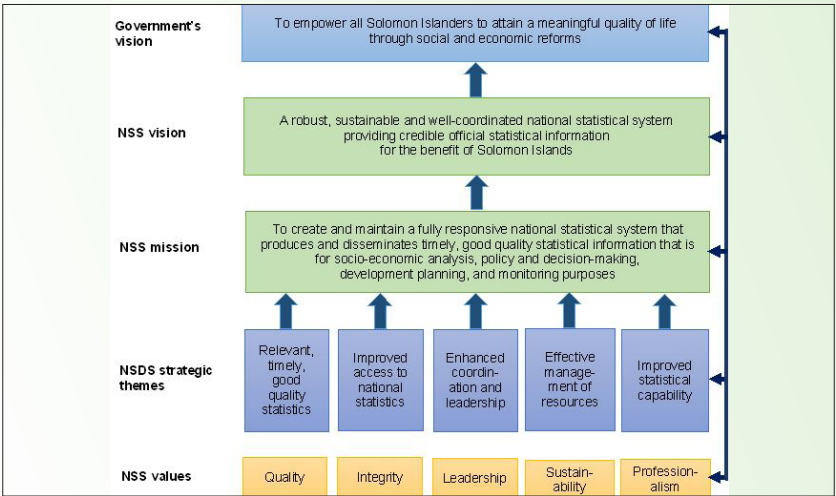 Government's
vision
To empower all Solomon Islanders to attain a meaningful quality of life
through social and economic reforms
NSS vision
A robust, sustainable and well-coordinated national statistical system
providing credible official statistical information
for the benefit of Solomon Islands
NSS mission
To create and maintain a fully responsive national statistical system that
produces and disseminates timely, good quality statistical information that is
for socio-economic analysis, policy and decision-making,
development planning, and monitoring purposes
NSDS strategic
themes
Relevant,
timely,
good
quality
statistics
Improved
access to
national
statistics
Enhanced
coordin-
ation and
leadership
Effective
manage-
ment of
resources
Improved
statistical
capability
NSS values
Quality
Integrity
Leadership
Sustain-
ability
Profession-
alism